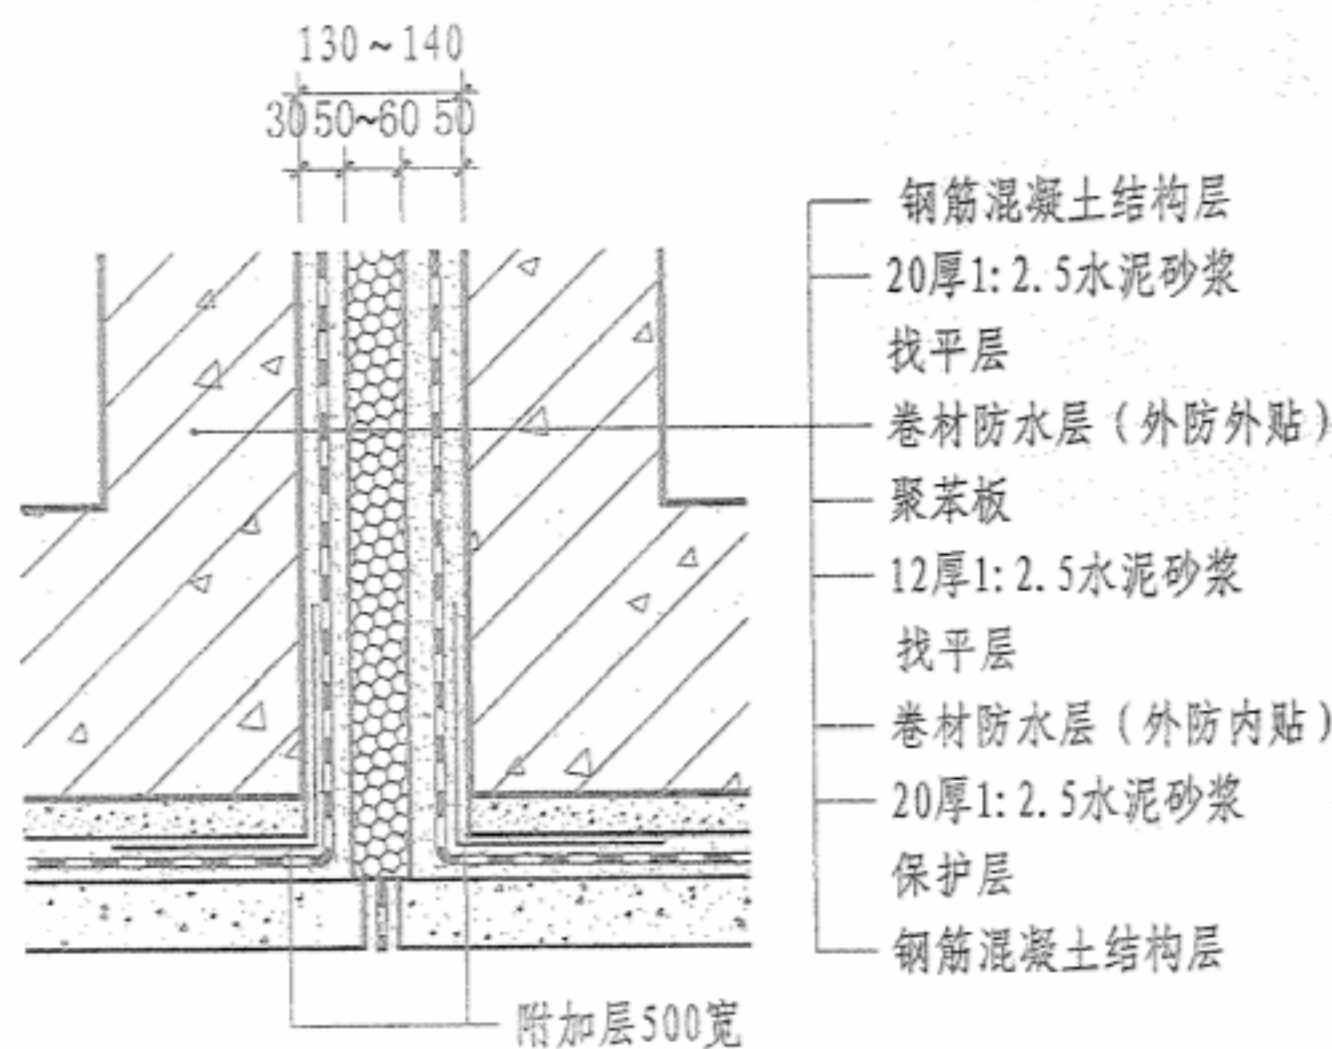 130~140
30 50~60 50
钢筋混凝土结构层
20厚1:2.5水泥砂浆
找平层
卷材防水层（外防外贴）
聚苯板
12厚1:2.5水泥砂浆
找平层
卷材防水层（外防内贴）
20厚1:2.5水泥砂浆
保护层
钢筋混凝土结构层
附加层500宽